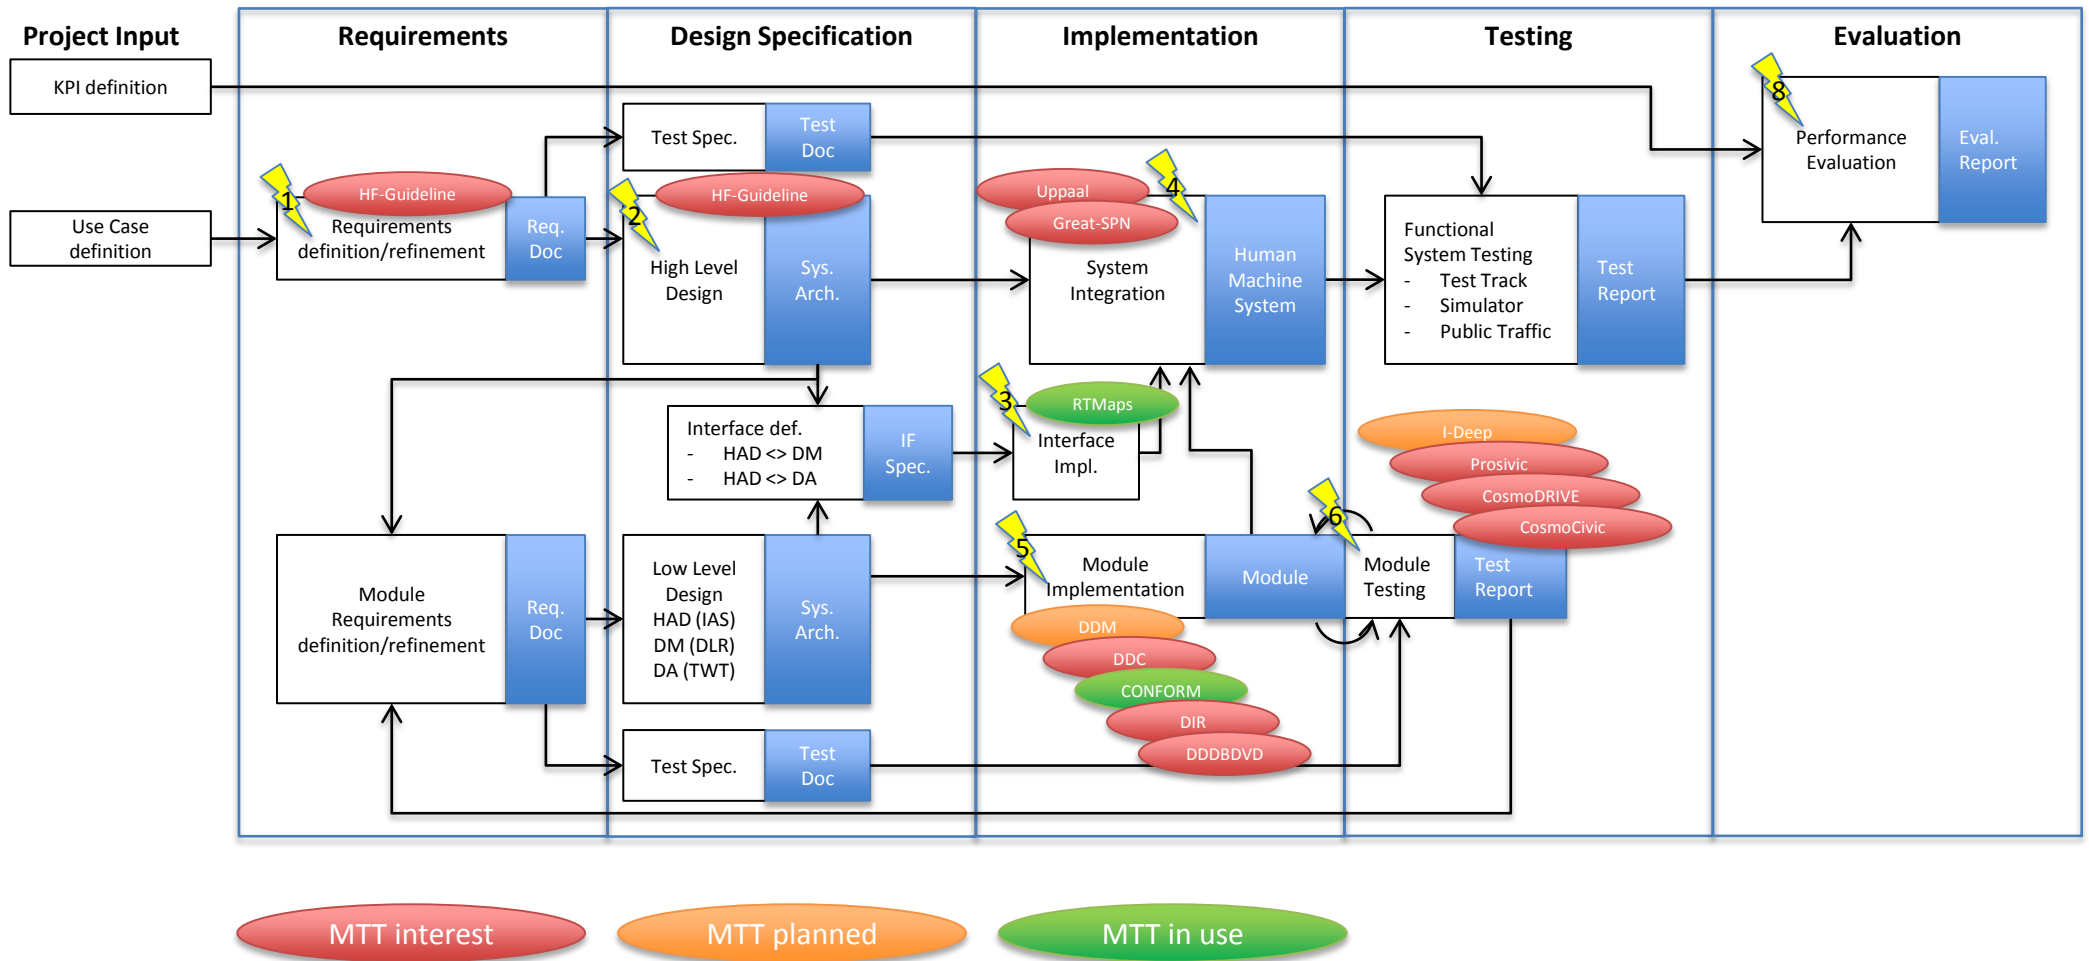 Project Input
Requirements
Design Specification
Implementation
Testing
Evaluation
KPI definition
Use Case
definition
1
HF-Guideline
Requirements
definition/refinement
Req.
Doc
Test Spec.
Test
Doc
2
HF-Guideline
High Level
Design
Sys.
Arch.
Uppaal
Great-SPN
4
System
Integration
Human
Machine
System
Functional
System Testing
- Test Track
- Simulator
- Public Traffic
Test
Report
8
Performance
Evaluation
Eval.
Report
Interface def.
- HAD <> DM
- HAD <> DA
IF
Spec.
3
RTMaps
Interface
Impl.
I-Deep
Prosivic
CosmoDRIVE
CosmoCivic
Module
Requirements
definition/refinement
Req.
Doc
Low Level
Design
HAD (IAS)
DM (DLR)
DA (TWT)
Sys.
Arch.
5
Module
Implementation
Module
6
Module
Testing
Test
Report
DDM
DDC
CONFORM
DIR
DDDBDVD
Test Spec.
Test
Doc
MTT interest
MTT planned
MTT in use